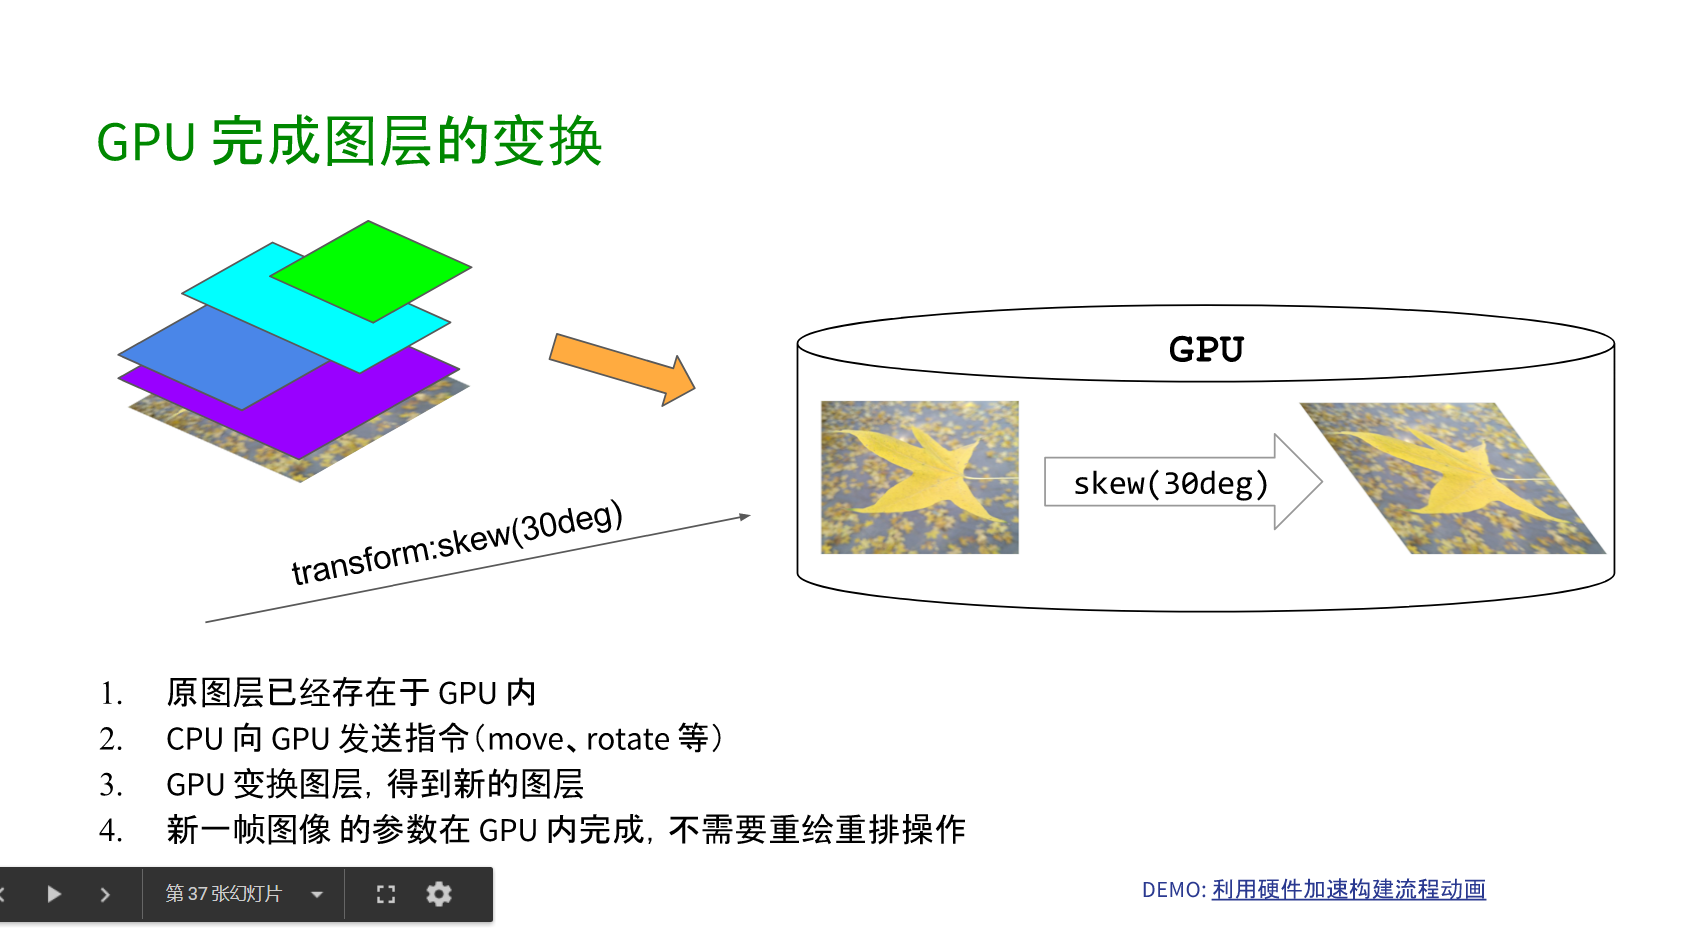 GPU 完成图层的变换
GPU
skew(30deg)
transform:skew(30deg)
1. 原图层已经存在于 GPU 内
2. CPU 向 GPU 发送指令（move、rotate 等）
3. GPU 变换图层，得到新的图层
4. 新一帧图像 的参数在 GPU 内完成，不需要重绘重排操作
第 37 张幻灯片
DEMO: 利用硬件加速构建流程动画